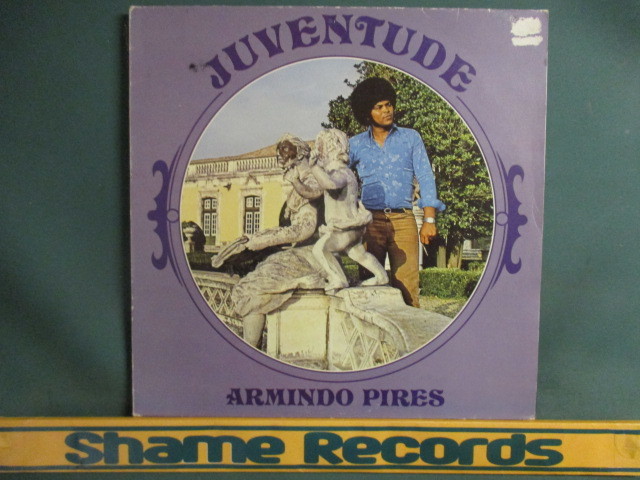 JUVENTUDE
ARMINDO PIRES
Shame Records